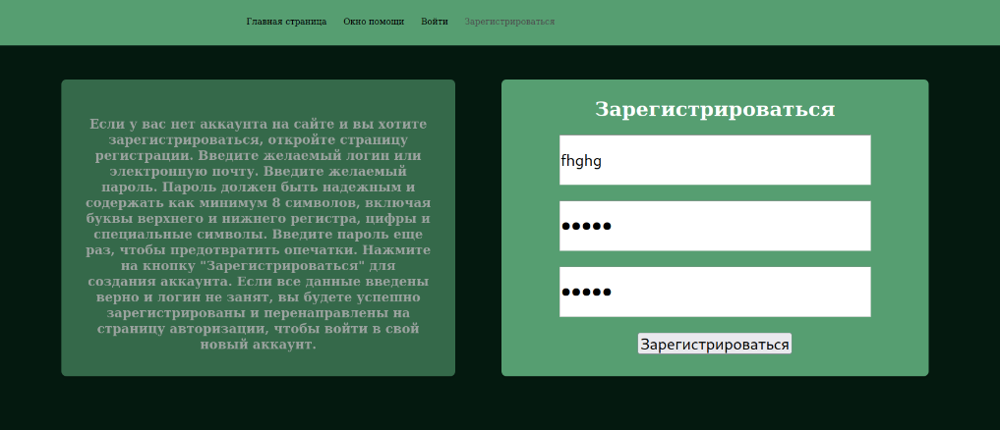 Главная страница Окно помощи Войти Зарегистрироваться
Если у вас нет аккаунта на сайте и вы хотите
зарегистрироваться, откройте страницу
регистрации. Введите желаемый логин или
электронную почту. Введите желаемый
пароль. Пароль должен быть надежным и
содержать как минимум 8 символов, включая
буквы верхнего и нижнего регистра, цифры и
специальные символы. Введите пароль еще
раз, чтобы предотвратить опечатки. Нажмите
на кнопку "Зарегистрироваться" для
создания аккаунта. Если все данные введены
верно и логин не занят, вы будете успешно
зарегистрированы и перенаправлены на
страницу авторизации, чтобы войти в свой
новый аккаунт.
Зарегистрироваться
fhghg
●●●●●
●●●●●
Зарегистрироваться